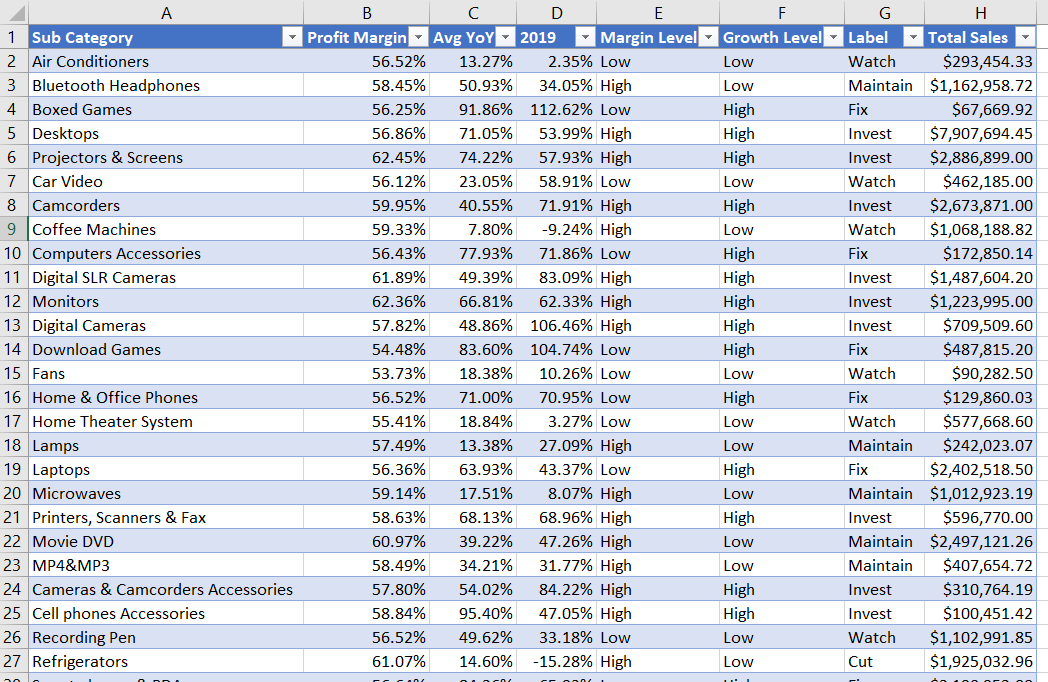 A B C D E F G H
1 Sub Category Profit Margin Avg YoY 2019 Margin Level Growth Level Label Total Sales
2 Air Conditioners 56.52% 13.27% 2.35% Low Low Watch $293,454.33
3 Bluetooth Headphones 58.45% 50.93% 34.05% High Low Maintain $1,162,958.72
4 Boxed Games 56.25% 91.86% 112.62% Low High Fix $67,669.92
5 Desktops 56.86% 71.05% 53.99% High High Invest $7,907,694.45
6 Projectors & Screens 62.45% 74.22% 57.93% High High Invest $2,886,899.00
7 Car Video 56.12% 23.05% 58.91% Low Low Watch $462,185.00
8 Camcorders 59.95% 40.55% 71.91% High High Invest $2,673,871.00
9 Coffee Machines 59.33% 7.80% -9.24% High Low Watch $1,068,188.82
10 Computers Accessories 56.43% 77.93% 71.86% Low High Fix $172,850.14
11 Digital SLR Cameras 61.89% 49.39% 83.09% High High Invest $1,487,604.20
12 Monitors 62.36% 66.81% 62.33% High High Invest $1,223,995.00
13 Digital Cameras 57.82% 48.86% 106.46% High High Invest $709,509.60
14 Download Games 54.48% 83.60% 104.74% Low High Fix $487,815.20
15 Fans 53.73% 18.38% 10.26% Low Low Watch $90,282.50
16 Home & Office Phones 56.52% 71.00% 70.95% Low High Fix $129,860.03
17 Home Theater System 55.41% 18.84% 3.27% Low Low Watch $577,668.60
18 Lamps 57.49% 13.38% 27.09% High Low Maintain $242,023.07
19 Laptops 56.36% 63.93% 43.37% Low High Fix $2,402,518.50
20 Microwaves 59.14% 17.51% 8.07% High Low Maintain $1,012,923.19
21 Printers, Scanners & Fax 58.63% 68.13% 68.96% High High Invest $596,770.00
22 Movie DVD 60.97% 39.22% 47.26% High Low Maintain $2,497,121.26
23 MP4&MP3 58.49% 34.21% 31.77% High Low Maintain $407,654.72
24 Cameras & Camcorders Accessories 57.80% 54.02% 84.22% High High Invest $310,764.19
25 Cell phones Accessories 58.84% 95.40% 47.05% High High Invest $100,451.42
26 Recording Pen 56.52% 49.62% 33.18% Low Low Watch $1,102,991.85
27 Refrigerators 61.07% 14.60% -15.28% High Low Cut $1,925,032.96